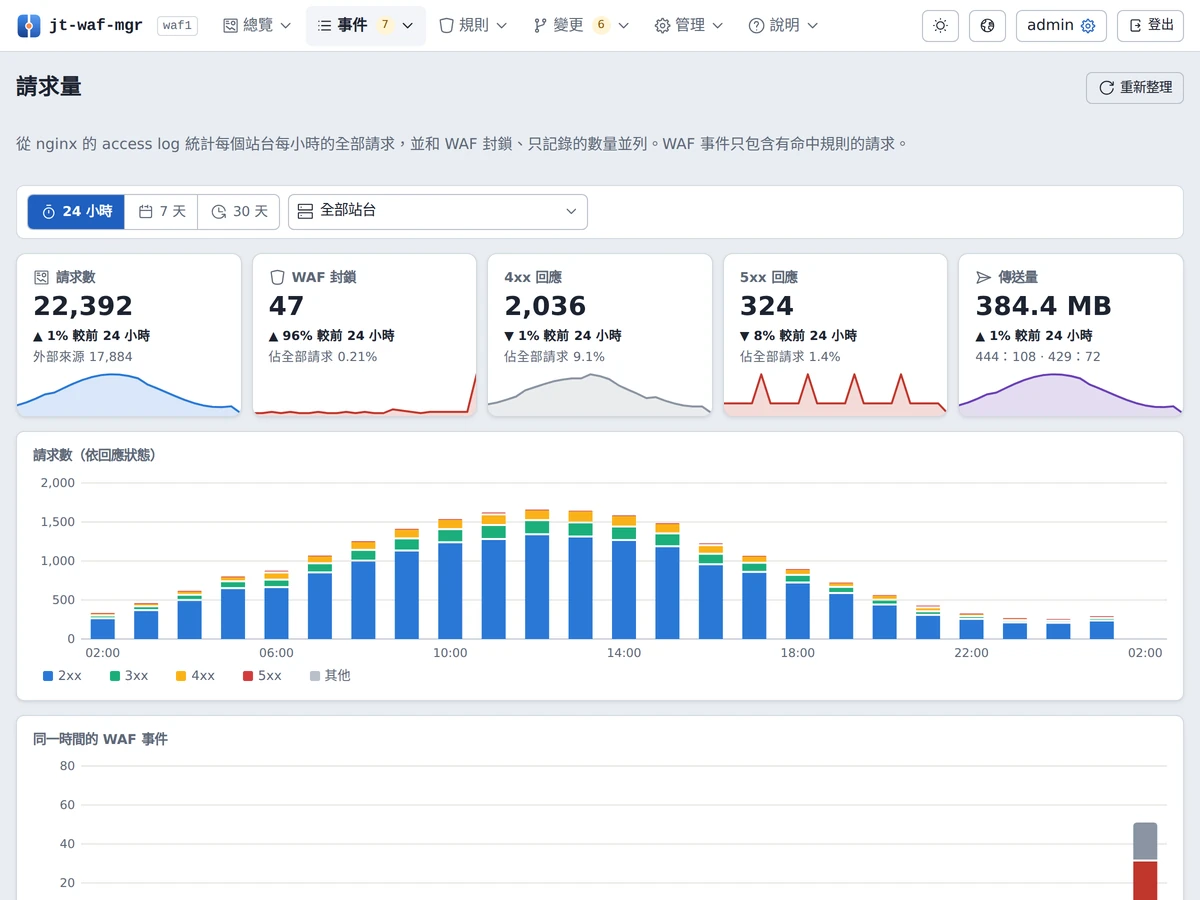 jt-waf-mgr waf1 總覽 事件 7 規則 變更 6 管理 說明 admin 登出
請求量
重新整理
從 nginx 的 access log 統計每個站台每小時的全部請求，並和 WAF 封鎖、只記錄的數量並列。WAF 事件只包含有命中規則的請求。
24 小時 7 天 30 天 全部站台
請求數
22,392
▲ 1% 較前 24 小時
外部來源 17,884
WAF 封鎖
47
▲ 96% 較前 24 小時
佔全部請求 0.21%
4xx 回應
2,036
▼ 1% 較前 24 小時
佔全部請求 9.1%
5xx 回應
324
▼ 8% 較前 24 小時
佔全部請求 1.4%
傳送量
384.4 MB
▲ 1% 較前 24 小時
444：108 · 429：72
請求數（依回應狀態）
2,000
1,500
1,000
500
0
02:00 06:00 10:00 14:00 18:00 22:00 02:00
2xx 3xx 4xx 5xx 其他
同一時間的 WAF 事件
80
60
40
20